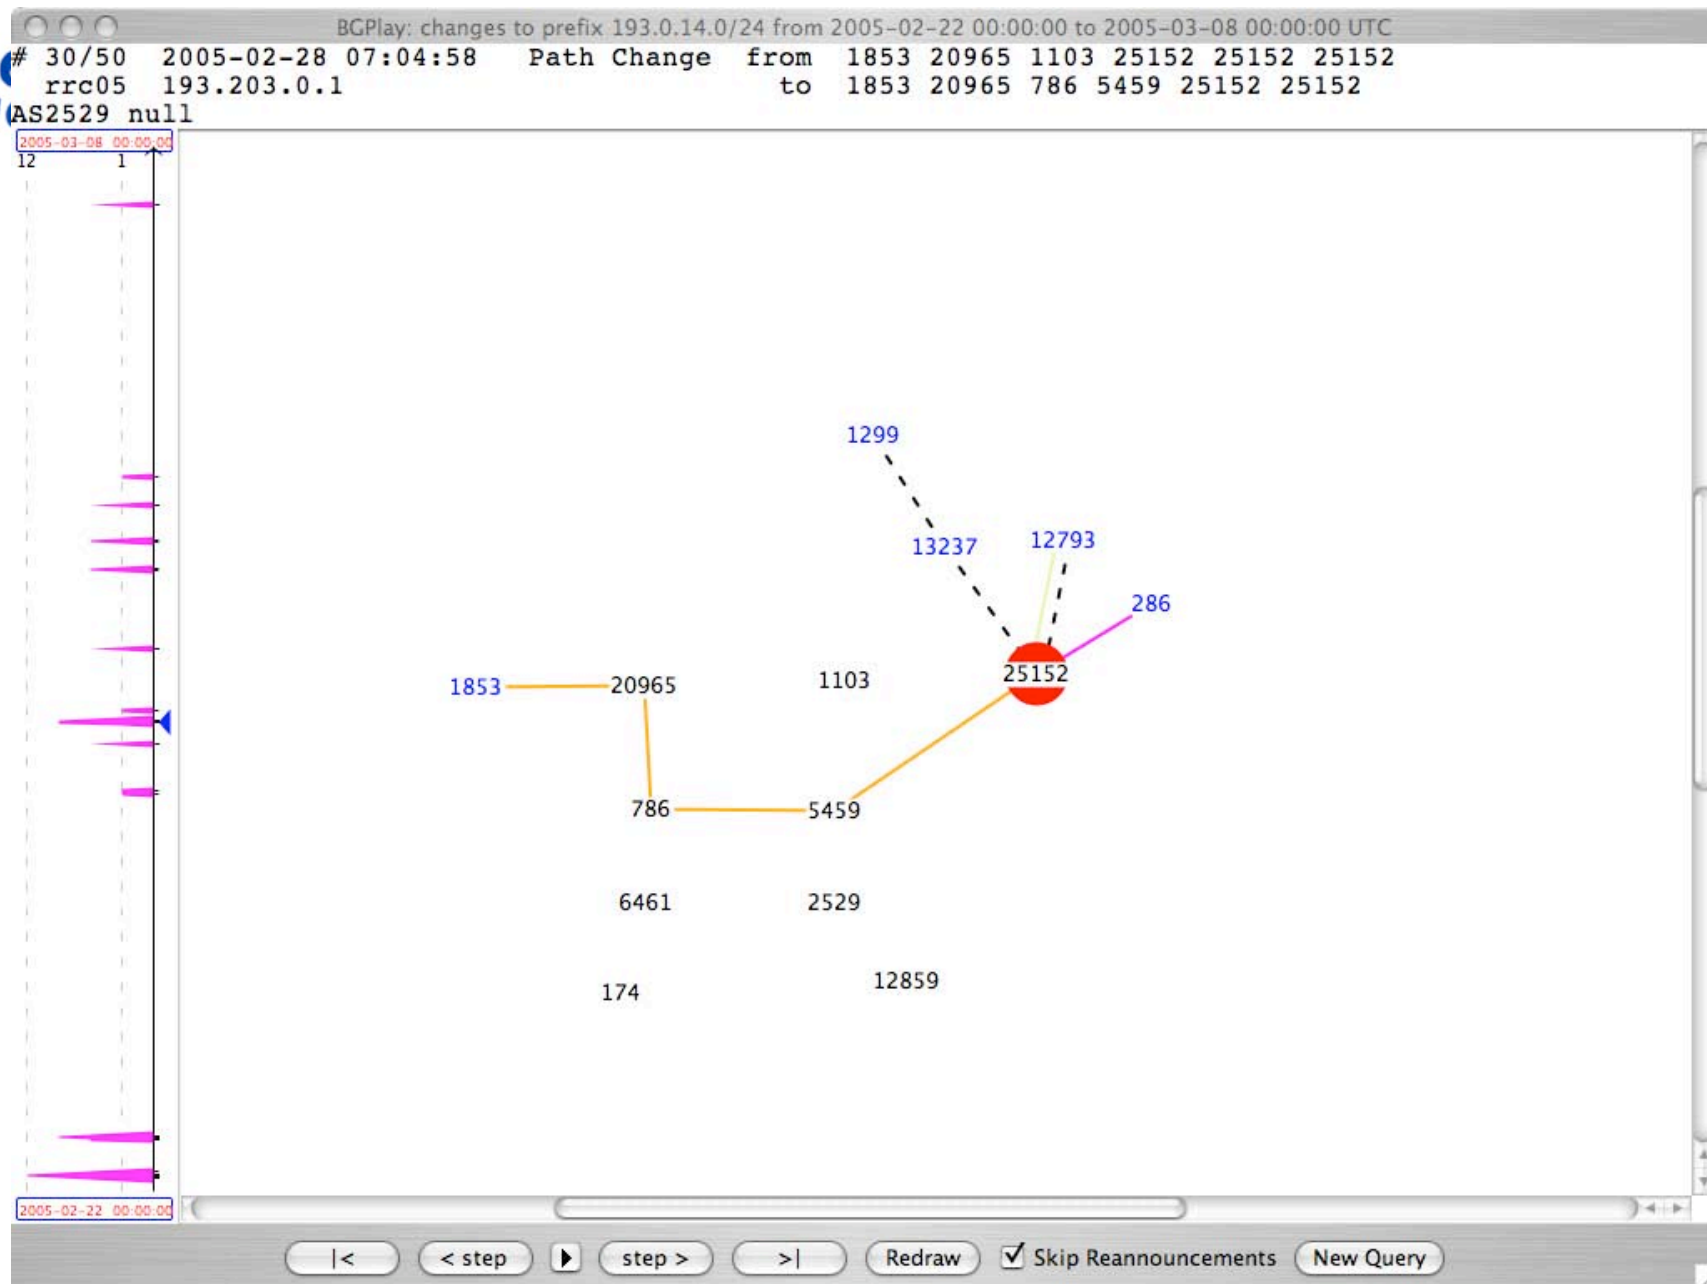 BGPlay: changes to prefix 193.0.14.0/24 from 2005-02-22 00:00:00 to 2005-03-08 00:00:00 UTC
# 30/50 2005-02-28 07:04:58 Path Change from 1853 20965 1103 25152 25152 25152
rrc05 193.203.0.1 to 1853 20965 786 5459 25152 25152
AS2529 null
2005-03-08 00:00:00
12 1
1299
13237 12793
286
1853 20965 1103 25152
786 5459
6461 2529
174 12859
2005-02-22 00:00:00
|< < step step > >| Redraw Skip Reannouncements New Query